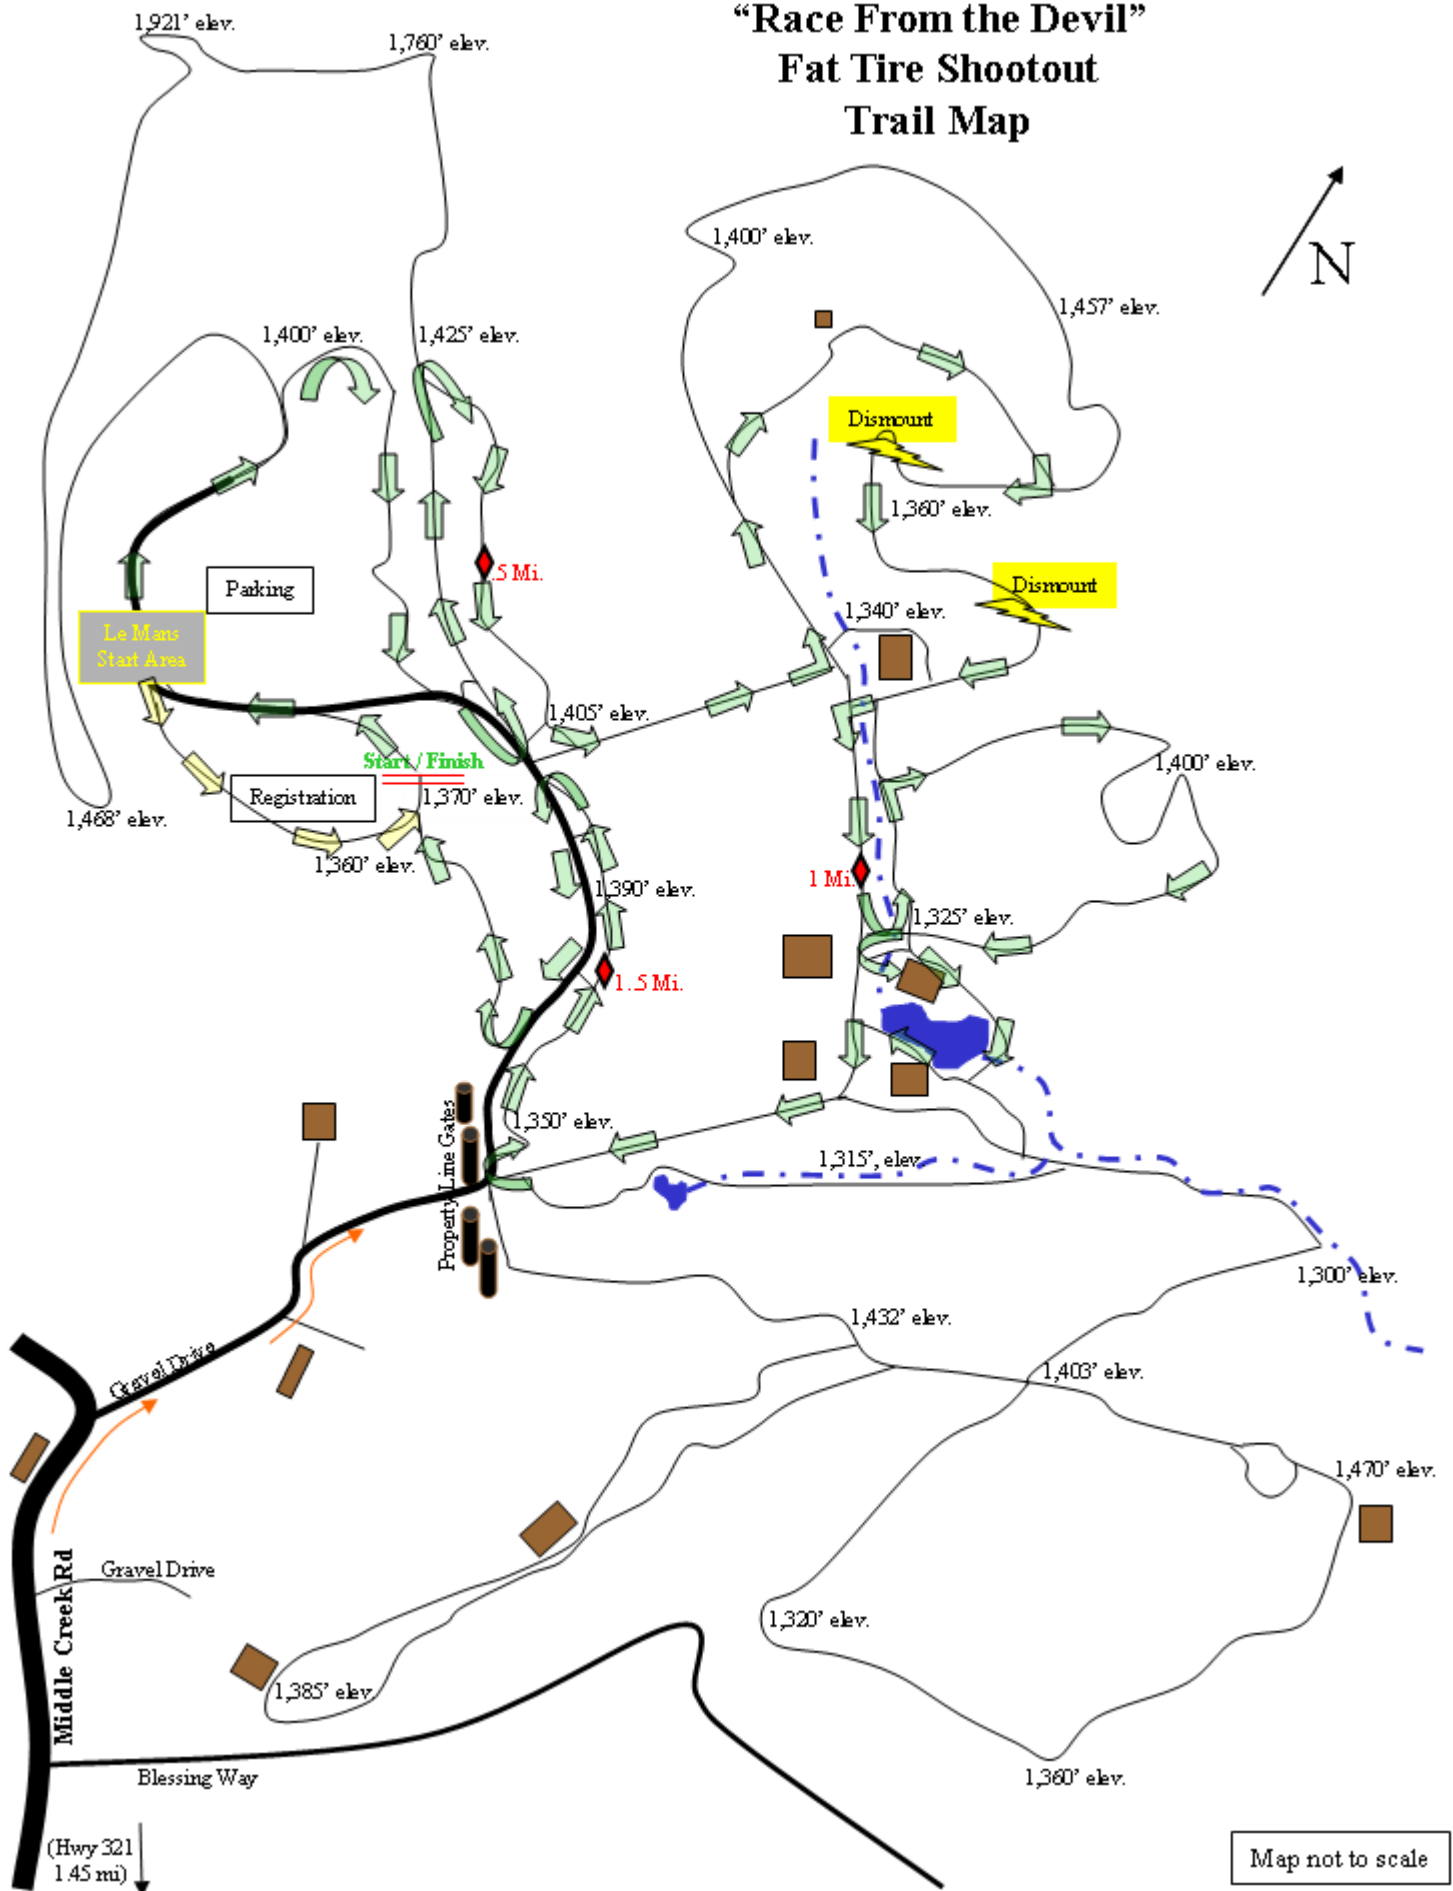 “Race From the Devil”
Fat Tire Shootout
Trail Map
1,921’ elev.
1,760’ elev.
N
1,400’ elev.
1,457’ elev.
1,400’ elev.
1,425’ elev.
Dismount
1,360’ elev.
.5 Mi.
Parking
Dismount
1,340’ elev.
Le Mans
Start Area
1,405’ elev.
Start / Finish
1,400’ elev.
Registration
1,370’ elev.
1,468’ elev.
1,360’ elev.
1 Mi.
1,390’ elev.
1,325’ elev.
1..5 Mi.
Property Line Gates
1,350’ elev.
1,315’, elev.
1,300’ elev.
1,432’ elev.
Gravel Drive
1,403’ elev.
1,470’ elev.
Gravel Drive
Middle Creek Rd
1,320’ elev.
1,385’ elev.
Blessing Way
1,360’ elev.
(Hwy 321
1.45 mi)
Map not to scale